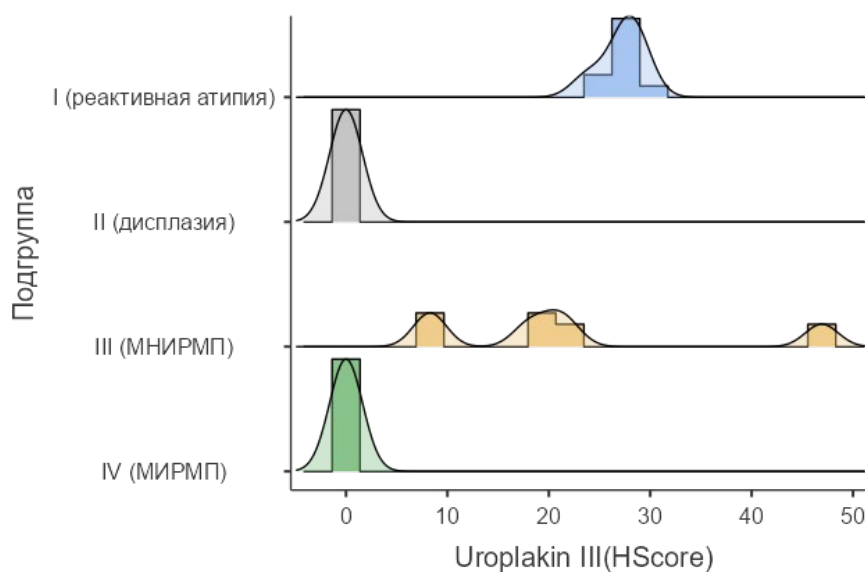 I (реактивная атипия)
II (дисплазия)
III (МНИРМП)
IV (МИРМП)
Подгруппа
0 10 20 30 40 50
Uroplakin III(HScore)